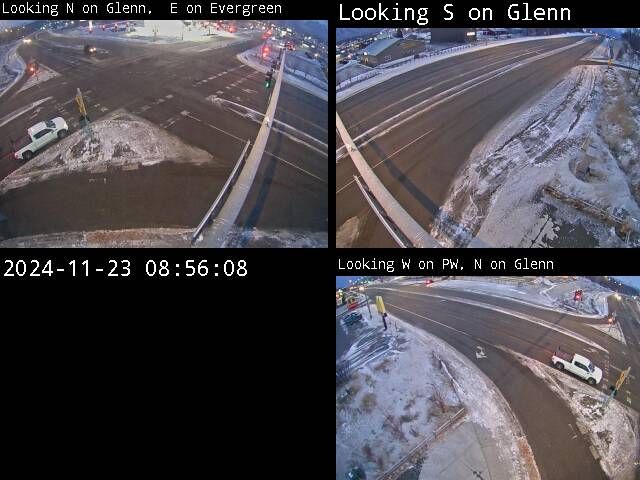 Looking N on Glenn,  E on Evergreen
Looking S on Glenn
2024-11-23 08:56:08
Looking W on PW, N on Glenn